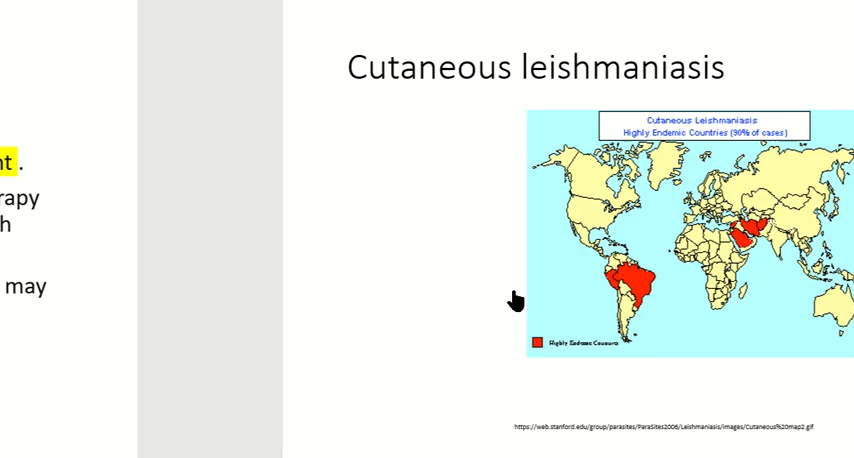 nt .
rapy
h
may
Cutaneous leishmaniasis
Cutaneous Leishmaniasis
Highly Endemic Countries (90% of cases)
Highly Endemic Countries
https://web.stanford.edu/group/parasites/ParaSites2006/Leishmaniasis/images/Cutaneous%20map2.gif